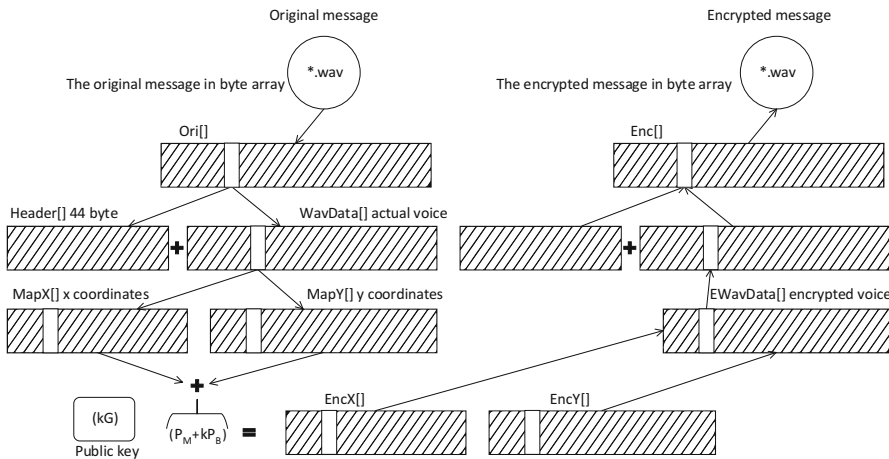 Original message
Encrypted message
*.wav
*.wav
The original message in byte array
The encrypted message in byte array
Ori[]
Enc[]
Header[] 44 byte
WavData[] actual voice
+
+
MapX[] x coordinates
MapY[] y coordinates
EWavData[] encrypted voice
+
EncX[]
EncY[]
(kG)
(PM+kPB)
=
Public key